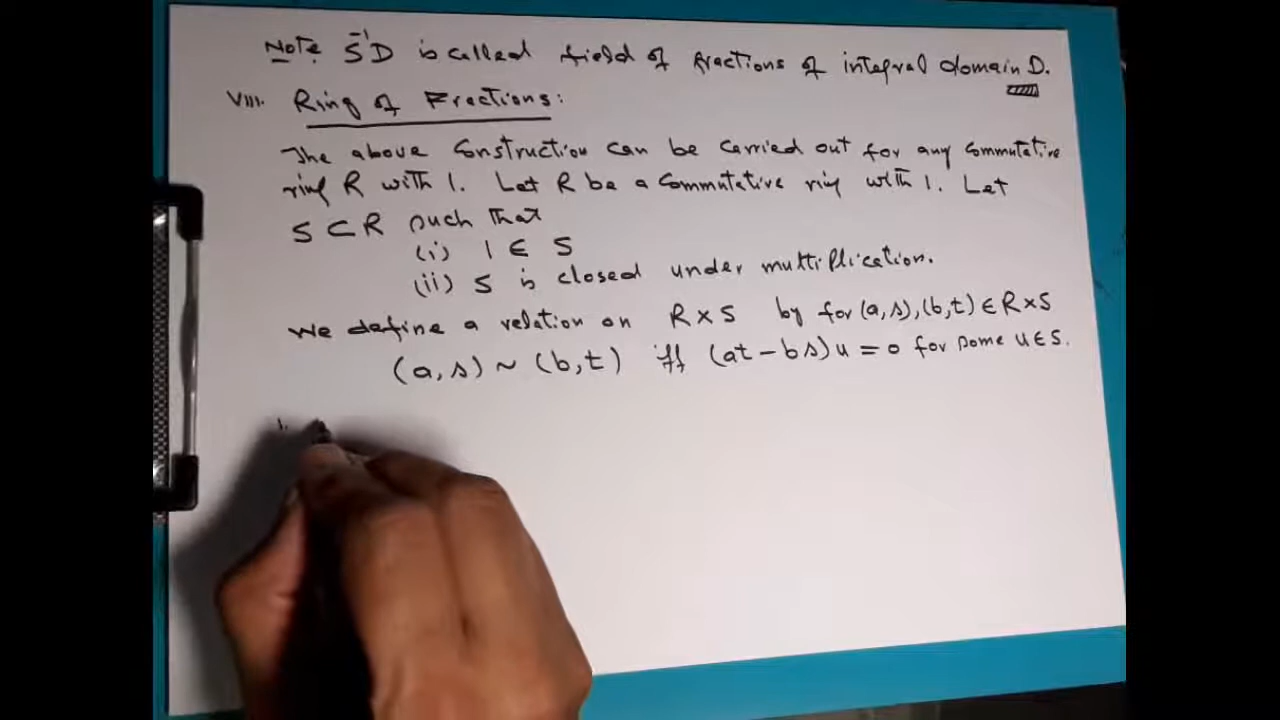 Note. S⁻¹D is called field of fractions of integral domain D.
VIII. Ring of Fractions:
The above construction can be carried out for any commutative
ring R with 1. Let R be a commutative ring with 1. Let
S ⊂ R such that
(i) 1 ∈ S
(ii) S is closed under multiplication.
We define a relation on R × S by for (a, s), (b, t) ∈ R × S
(a, s) ~ (b, t) iff (at - bs)u = 0 for some u ∈ S.
1.